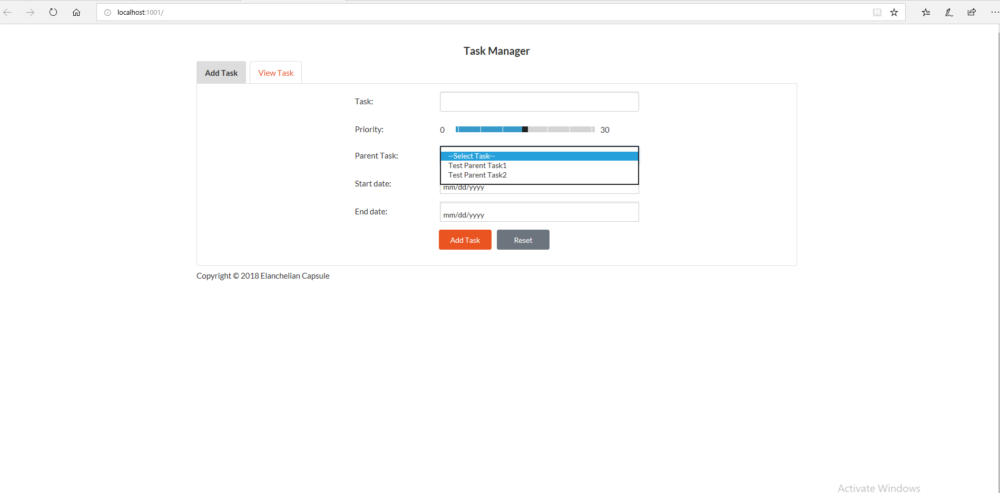 localhost:1001/
Task Manager
Add Task
View Task
Task:
Priority:
0
30
Parent Task:
--Select Task--
Test Parent Task1
Test Parent Task2
Start date:
mm/dd/yyyy
End date:
mm/dd/yyyy
Add Task
Reset
Copyright © 2018 Elanchelian Capsule
Activate Windows